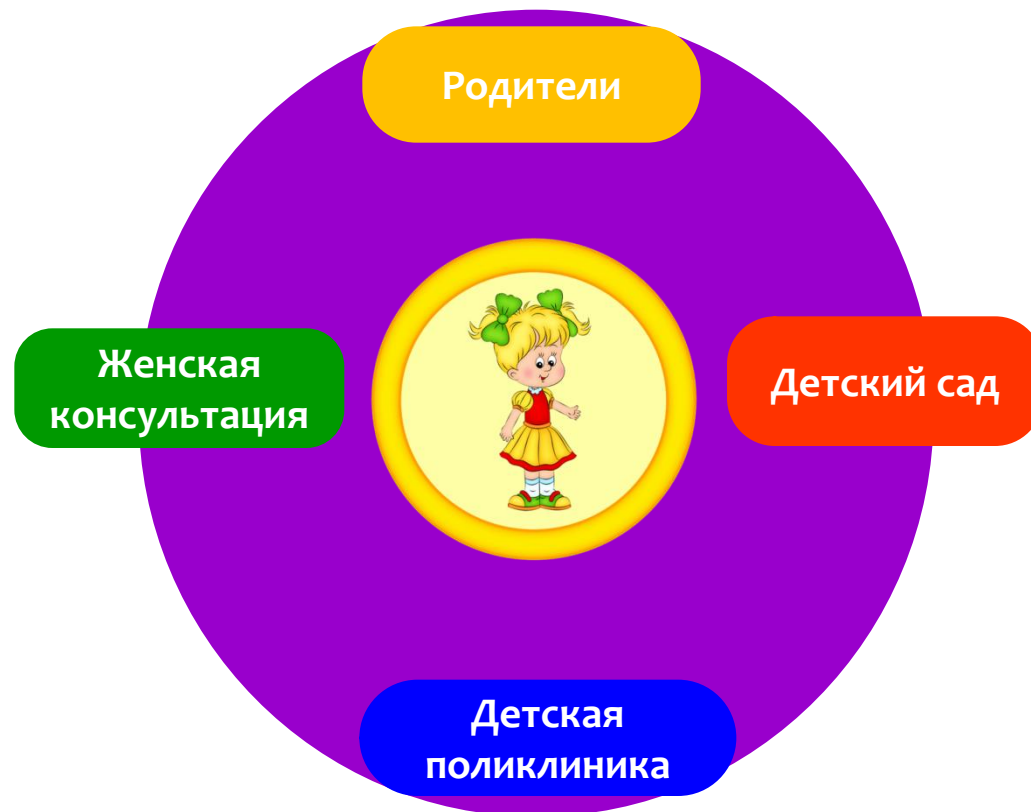 Родители
Женская
консультация
Детский сад
Детская
поликлиника